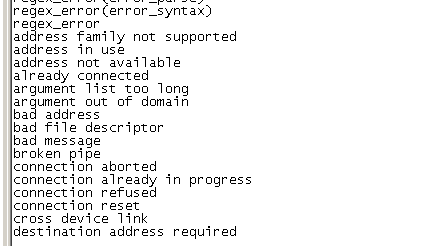 regex_error(error_parse)
regex_error(error_syntax)
regex_error
address family not supported
address in use
address not available
already connected
argument list too long
argument out of domain
bad address
bad file descriptor
bad message
broken pipe
connection aborted
connection already in progress
connection refused
connection reset
cross device link
destination address required